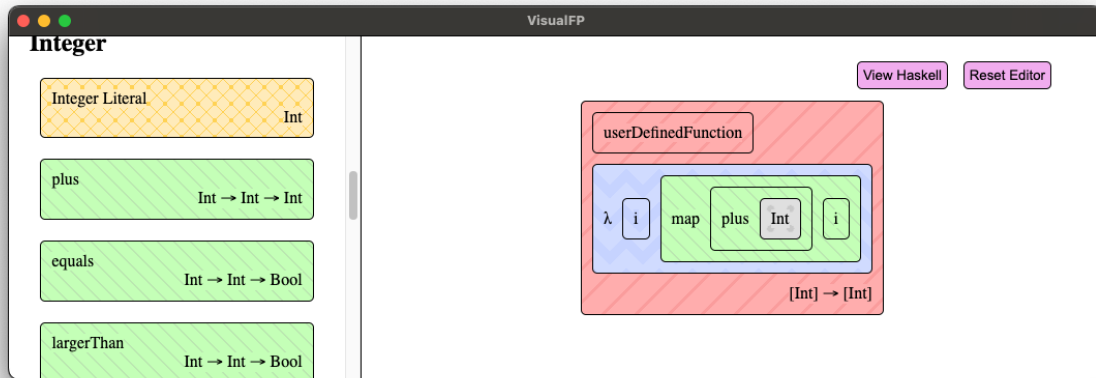 VisualFP
Integer
Integer Literal
Int
plus
Int → Int → Int
equals
Int → Int → Bool
largerThan
Int → Int → Bool
View Haskell Reset Editor
userDefinedFunction
λ i map plus Int i
[Int] → [Int]